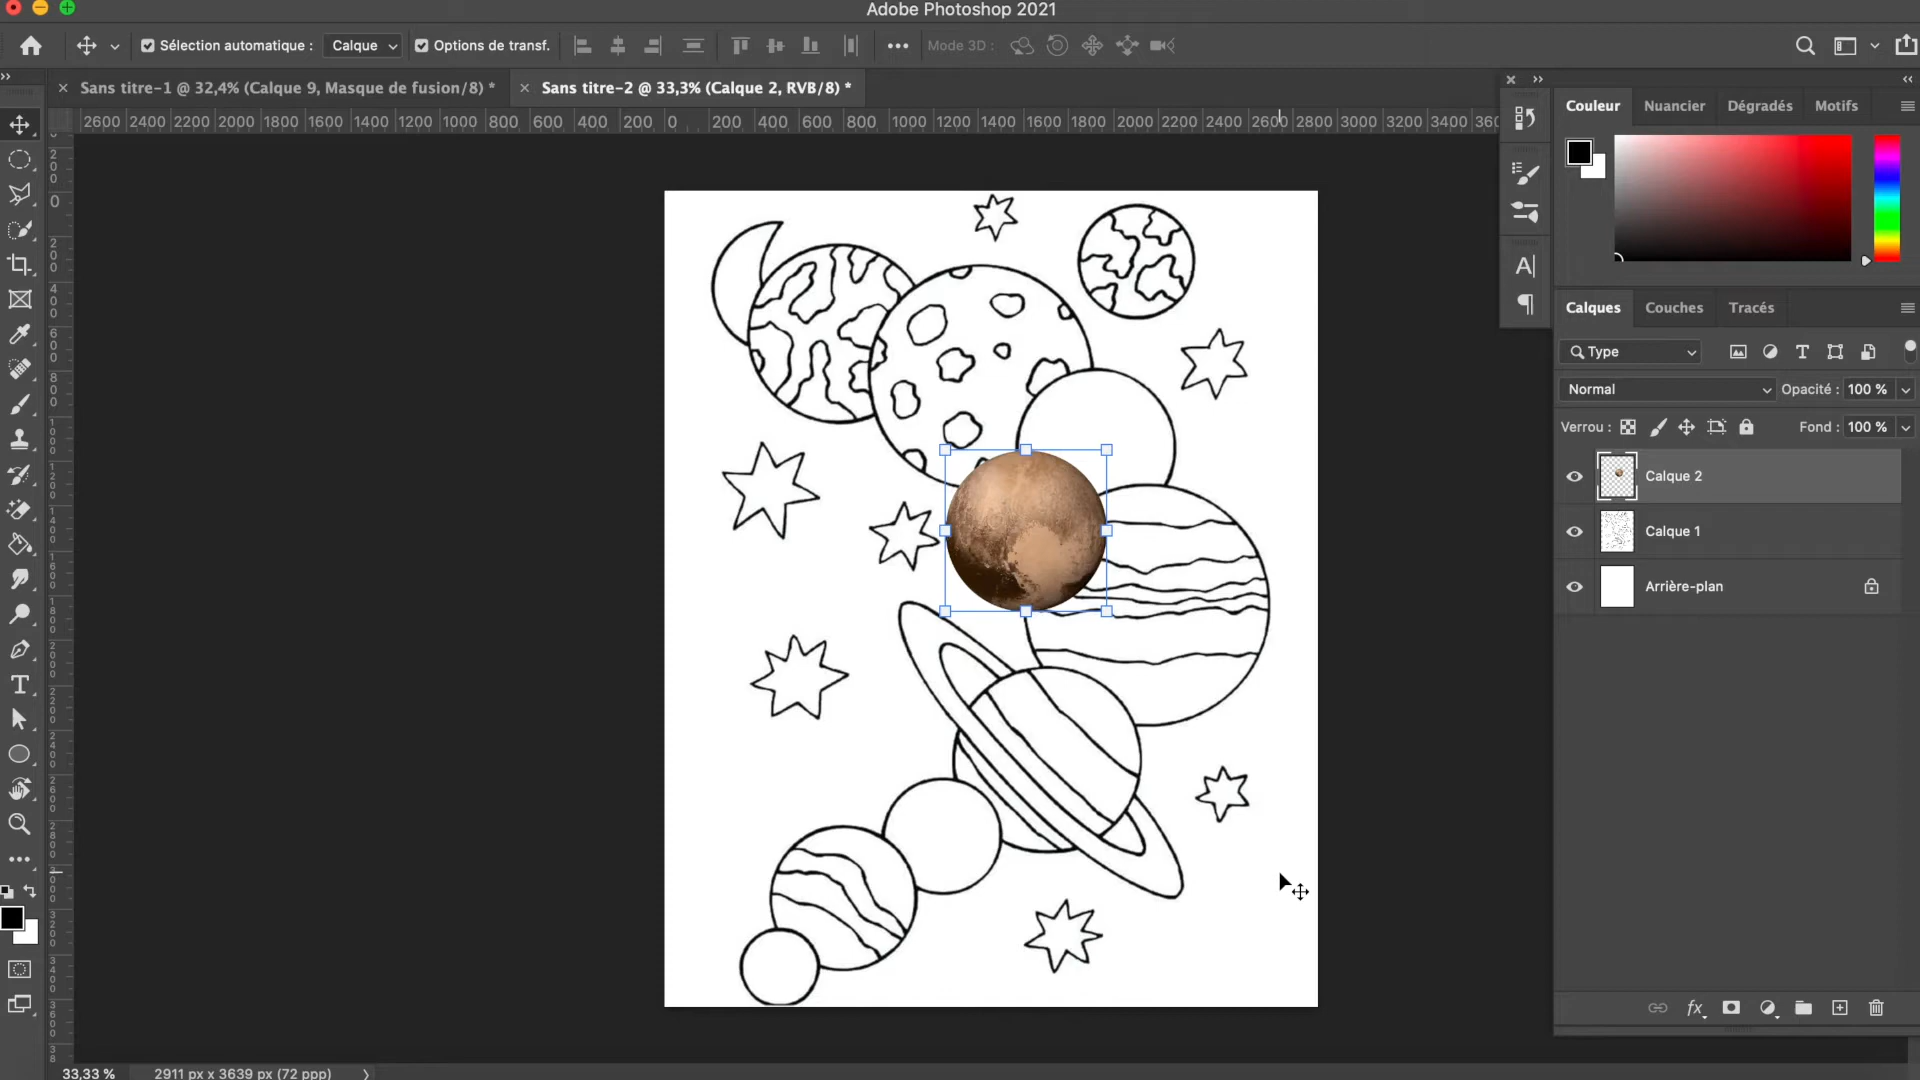 Adobe Photoshop 2021
Sélection automatique : Calque Options de transf. ••• Mode 3D :
Sans titre-1 @ 32,4% (Calque 9, Masque de fusion/8) * Sans titre-2 @ 33,3% (Calque 2, RVB/8) *
2600 2400 2200 2000 1800 1600 1400 1200 1000 800 600 400 200 0 200 400 600 800 1000 1200 1400 1600 1800 2000 2200 2400 2600 2800 3000 3200 3400
Couleur Nuancier Dégradés Motifs
Calques Couches Tracés
Type
Normal Opacité : 100 %
Verrou : Fond : 100 %
Calque 2
Calque 1
Arrière-plan
fx
33,33 % 2911 px x 3639 px (72 ppp)